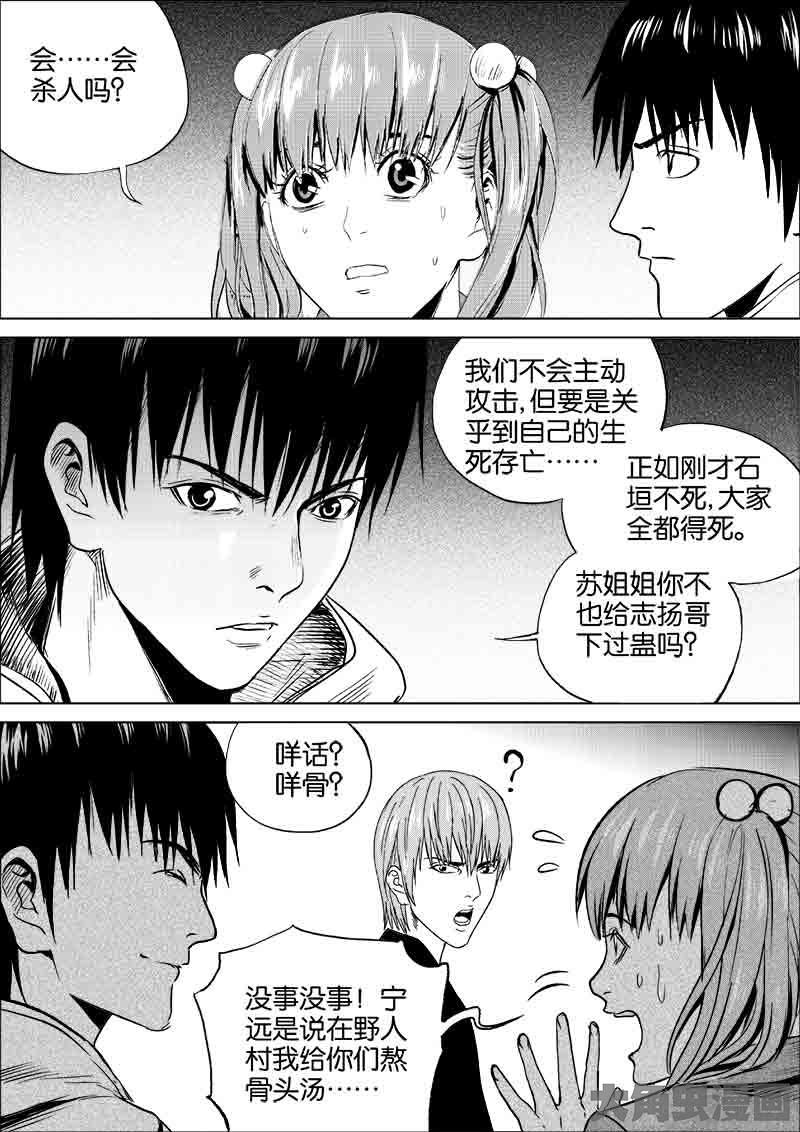 会……会
杀人吗？
我们不会主动
攻击，但要是关
乎到自己的生
死存亡……
正如刚才石
垣不死，大家
全都得死。
苏姐姐你不
也给志扬哥
下过蛊吗？
咩话？
咩骨？
？
没事没事！宁
远是说在野人
村我给你们熬
骨头汤……
大角虫漫画